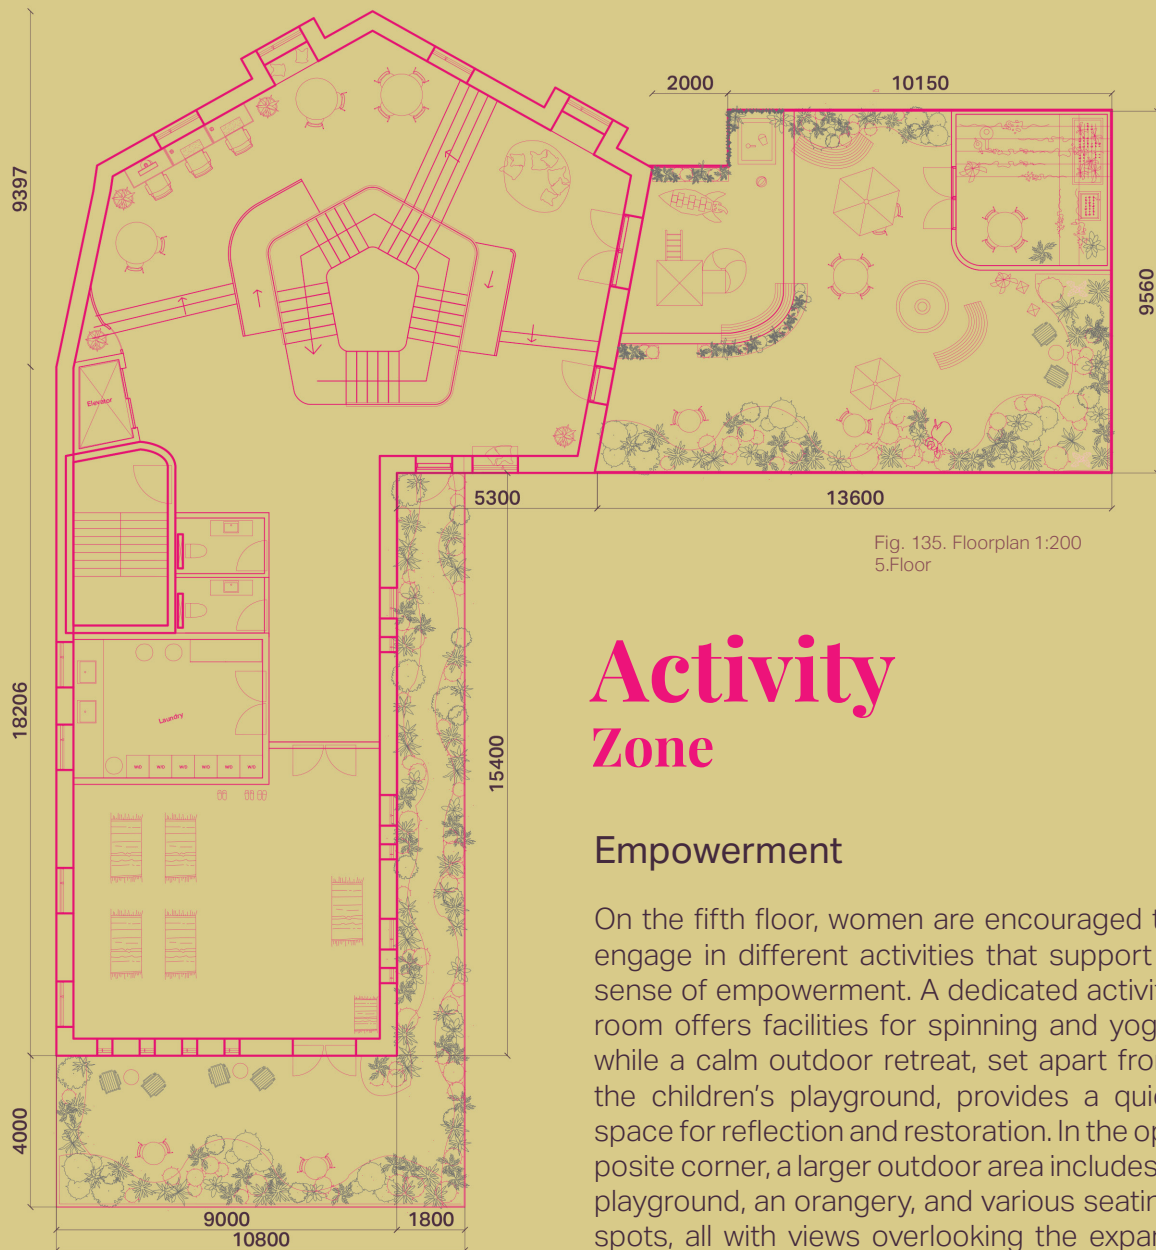 2000
10150
9397
9560
Elevator
5300
13600
Fig. 135. Floorplan 1:200
5.Floor
Activity
Zone
18206
Laundry
15400
W/D W/D W/D W/D W/D W/D
Empowerment
On the fifth floor, women are encouraged t
engage in different activities that support
sense of empowerment. A dedicated activit
room offers facilities for spinning and yog
while a calm outdoor retreat, set apart fro
the children's playground, provides a qui
space for reflection and restoration. In the op
posite corner, a larger outdoor area includes
playground, an orangery, and various seatin
spots, all with views overlooking the expan
4000
9000
1800
10800